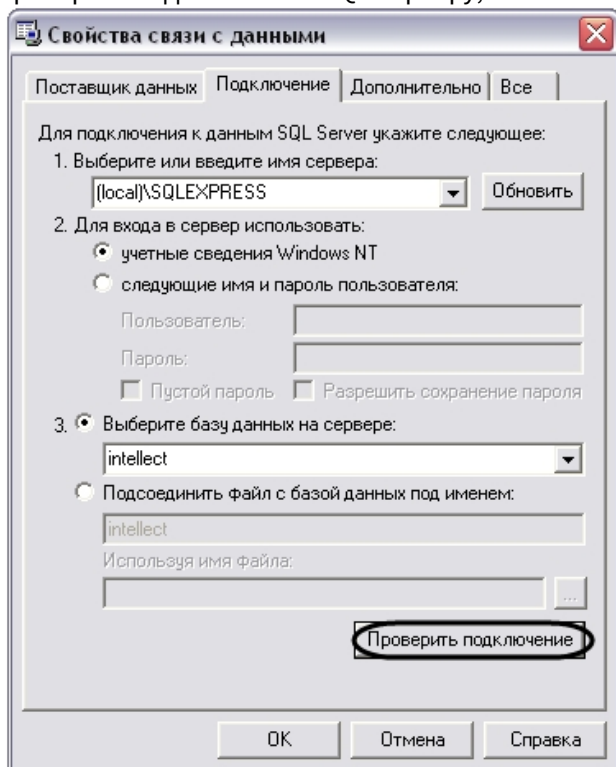 Свойства связи с данными
Поставщик данных Подключение Дополнительно Все
Для подключения к данным SQL Server укажите следующее:
1. Выберите или введите имя сервера:
(local)\SQLEXPRESS Обновить
2. Для входа в сервер использовать:
учетные сведения Windows NT
следующие имя и пароль пользователя:
Пользователь:
Пароль:
Пустой пароль Разрешить сохранение пароля
3. Выберите базу данных на сервере:
intellect
Подсоединить файл с базой данных под именем:
intellect
Используя имя файла:
...
Проверить подключение
OK Отмена Справка